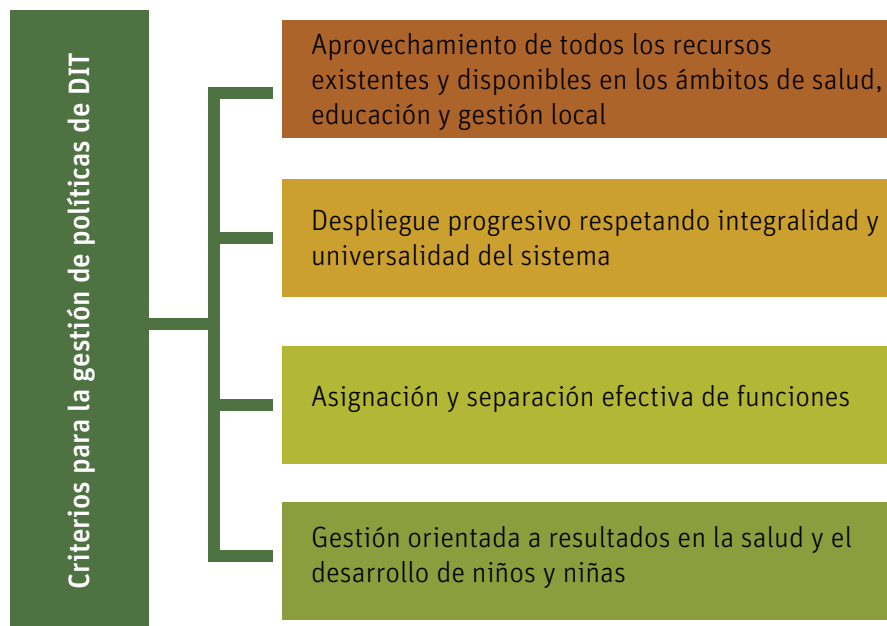 Criterios para la gestión de políticas de DIT
Aprovechamiento de todos los recursos
existentes y disponibles en los ámbitos de salud,
educación y gestión local
Despliegue progresivo respetando integralidad y
universalidad del sistema
Asignación y separación efectiva de funciones
Gestión orientada a resultados en la salud y el
desarrollo de niños y niñas